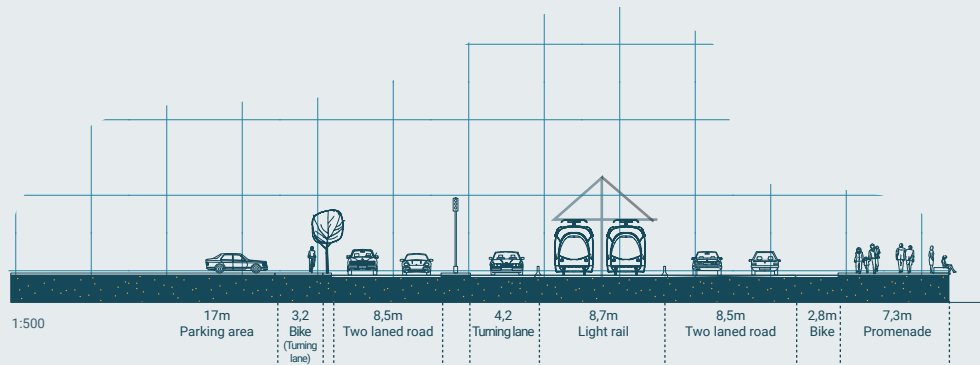 1:500
17m
Parking area
3,2
Bike
(Turning
lane)
8,5m
Two laned road
4,2
Turning lane
8,7m
Light rail
8,5m
Two laned road
2,8m
Bike
7,3m
Promenade